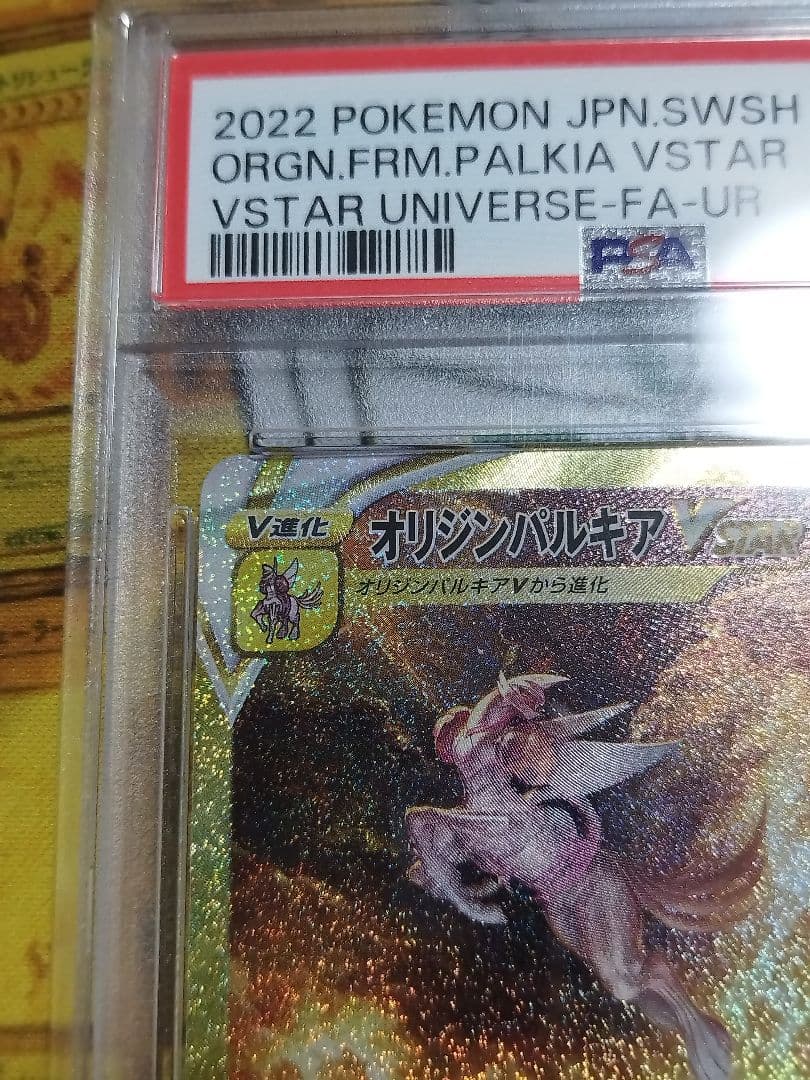 2022 POKEMON JPN.SWSH
ORGN.FRM.PALKIA VSTAR
VSTAR UNIVERSE-FA-UR
PSA
V進化
オリジンパルキア VSTAR
オリジンパルキアVから進化